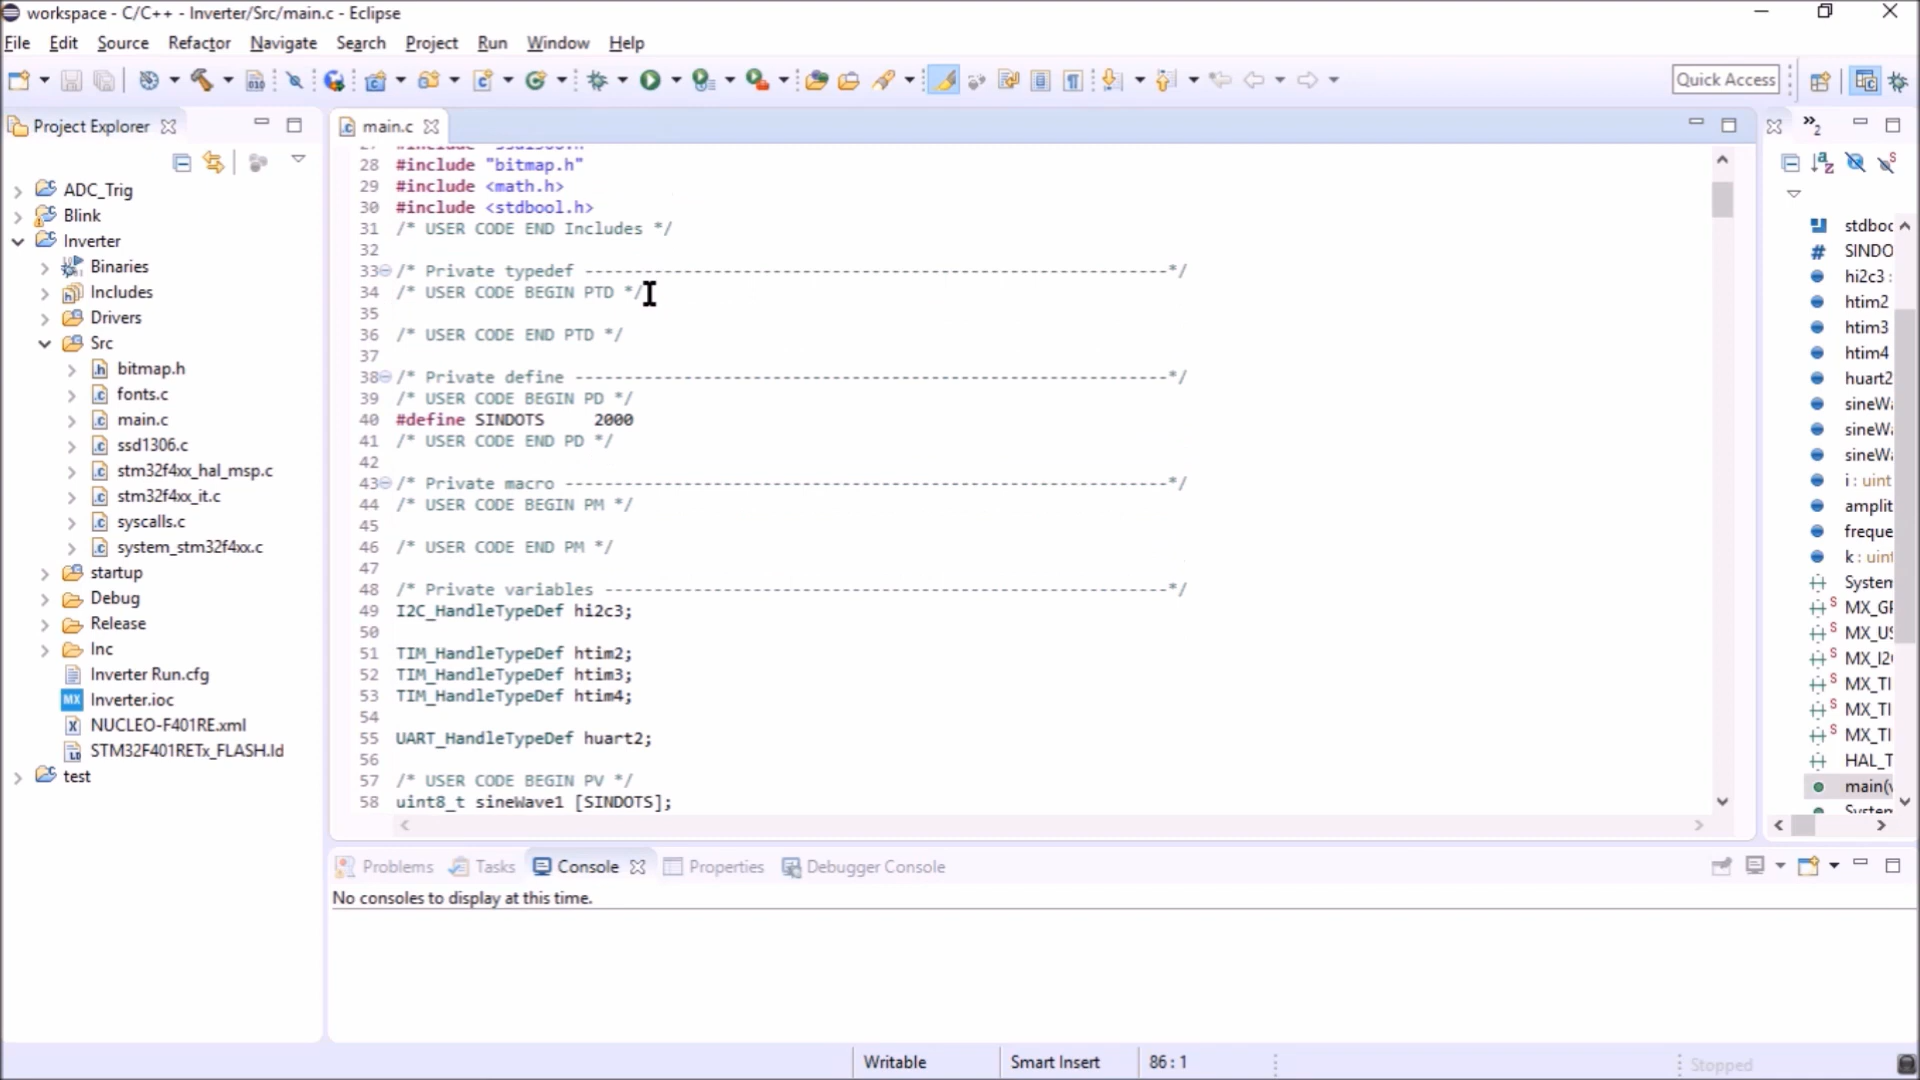 workspace - C/C++ - Inverter/Src/main.c - Eclipse
File Edit Source Refactor Navigate Search Project Run Window Help
Quick Access
Project Explorer
ADC_Trig
Blink
Inverter
Binaries
Includes
Drivers
Src
bitmap.h
fonts.c
main.c
ssd1306.c
stm32f4xx_hal_msp.c
stm32f4xx_it.c
syscalls.c
system_stm32f4xx.c
startup
Debug
Release
Inc
Inverter Run.cfg
Inverter.ioc
NUCLEO-F401RE.xml
STM32F401RETx_FLASH.ld
test
main.c
28 #include "bitmap.h"
29 #include <math.h>
30 #include <stdbool.h>
31 /* USER CODE END Includes */
32
33 /* Private typedef -----------------------------------------------------------*/
34 /* USER CODE BEGIN PTD */
35
36 /* USER CODE END PTD */
37
38 /* Private define ------------------------------------------------------------*/
39 /* USER CODE BEGIN PD */
40 #define SINDOTS     2000
41 /* USER CODE END PD */
42
43 /* Private macro -------------------------------------------------------------*/
44 /* USER CODE BEGIN PM */
45
46 /* USER CODE END PM */
47
48 /* Private variables ---------------------------------------------------------*/
49 I2C_HandleTypeDef hi2c3;
50
51 TIM_HandleTypeDef htim2;
52 TIM_HandleTypeDef htim3;
53 TIM_HandleTypeDef htim4;
54
55 UART_HandleTypeDef huart2;
56
57 /* USER CODE BEGIN PV */
58 uint8_t sineWave1 [SINDOTS];
2
stdboo
SINDO
hi2c3 :
htim2
htim3
htim4
huart2
sineWa
sineWa
sineWa
i : uint
amplit
freque
k : uint
System
MX_GP
MX_US
MX_I2C
MX_TI
MX_TI
MX_TI
HAL_T
main(v
System
Problems Tasks Console Properties Debugger Console
No consoles to display at this time.
Writable Smart Insert 86 : 1 Stopped